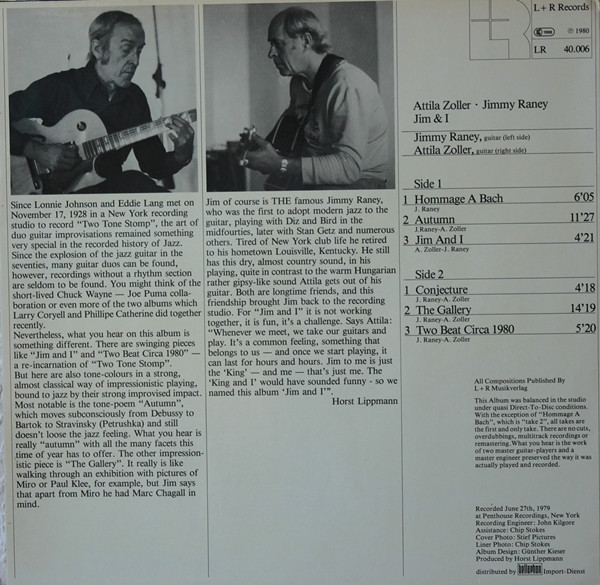 Since Lonnie Johnson and Eddie Lang met on
November 17, 1928 in a New York recording
studio to record "Two Tone Stomp", the art of
duo guitar improvisations remained something
very special in the recorded history of Jazz.
Since the explosion of the jazz guitar in the
seventies, many guitar duos can be found,
however, recordings without a rhythm section
are seldom to be found. You might think of the
short-lived Chuck Wayne — Joe Puma colla-
boration or even more of the two albums which
Larry Coryell and Phillipe Catherine did together
recently.
Nevertheless, what you hear on this album is
something different. There are swinging pieces
like "Jim and I" and "Two Beat Circa 1980" —
a re-incarnation of "Two Tone Stomp".
But here are also tone-colours in a strong,
almost classical way of impressionistic playing,
bound to jazz by their strong improvised impact.
Most notable is the tone-poem "Autumn",
which moves subconsciously from Debussy to
Bartok to Stravinsky (Petrushka) and still
doesn't loose the jazz feeling. What you hear is
really "autumn" with all the many facets this
time of year has to offer. The other impression-
istic piece is "The Gallery". It really is like
walking through an exhibition with pictures of
Miro or Paul Klee, for example, but Jim says
that apart from Miro he had Marc Chagall in
mind.
Jim of course is THE famous Jimmy Raney,
who was the first to adopt modern jazz to the
guitar, playing with Diz and Bird in the
midfourties, later with Stan Getz and numerous
others. Tired of New York club life he retired
to his hometown Louisville, Kentucky. He still
has this dry, almost country sound, in his
playing, quite in contrast to the warm Hungarian
rather gipsy-like sound Attila gets out of his
guitar. Both are longtime friends, and this
friendship brought Jim back to the recording
studio. For "Jim and I" it is not working
together, it is fun, it's a challenge. Says Attila:
"Whenever we meet, we take our guitars and
play. It's a common feeling, something that
belongs to us — and once we start playing, it
can last for hours and hours. Jim to me is just
the 'King' — and me — that's just me. The
'King and I' would have sounded funny - so we
named this album 'Jim and I'".
Horst Lippmann
L+R Records
℗ 1980
LR 40.006
Attila Zoller · Jimmy Raney
Jim & I
Jimmy Raney, guitar (left side)
Attila Zoller, guitar (right side)
Side 1
1 Hommage A Bach 6'05
J. Raney
2 Autumn 11'27
J.Raney-A. Zoller
3 Jim And I 4'21
A. Zoller-J. Raney
Side 2
1 Conjecture 4'18
J. Raney-A. Zoller
2 The Gallery 14'19
J. Raney-A. Zoller
3 Two Beat Circa 1980 5'20
J. Raney-A. Zoller
All Compositions Published By
L+R Musikverlag
This Album was balanced in the studio
under quasi Direct-To-Disc conditions.
With the exception of "Hommage A
Bach", which is "take 2", all takes are
the first and only take. There are no cuts,
overdubbings, multitrack recordings or
remastering. What you hear is the work
of two master guitar-players and a
master engineer preserved the way it was
actually played and recorded.
Recorded June 27th, 1979
at Penthouse Recordings, New York
Recording Engineer: John Kilgore
Assistance: Chip Stokes
Cover Photo: Stief Pictures
Liner Photo: Chip Stokes
Album Design: Günther Kieser
Produced by Horst Lippmann
distributed by bellaphon Import-Dienst